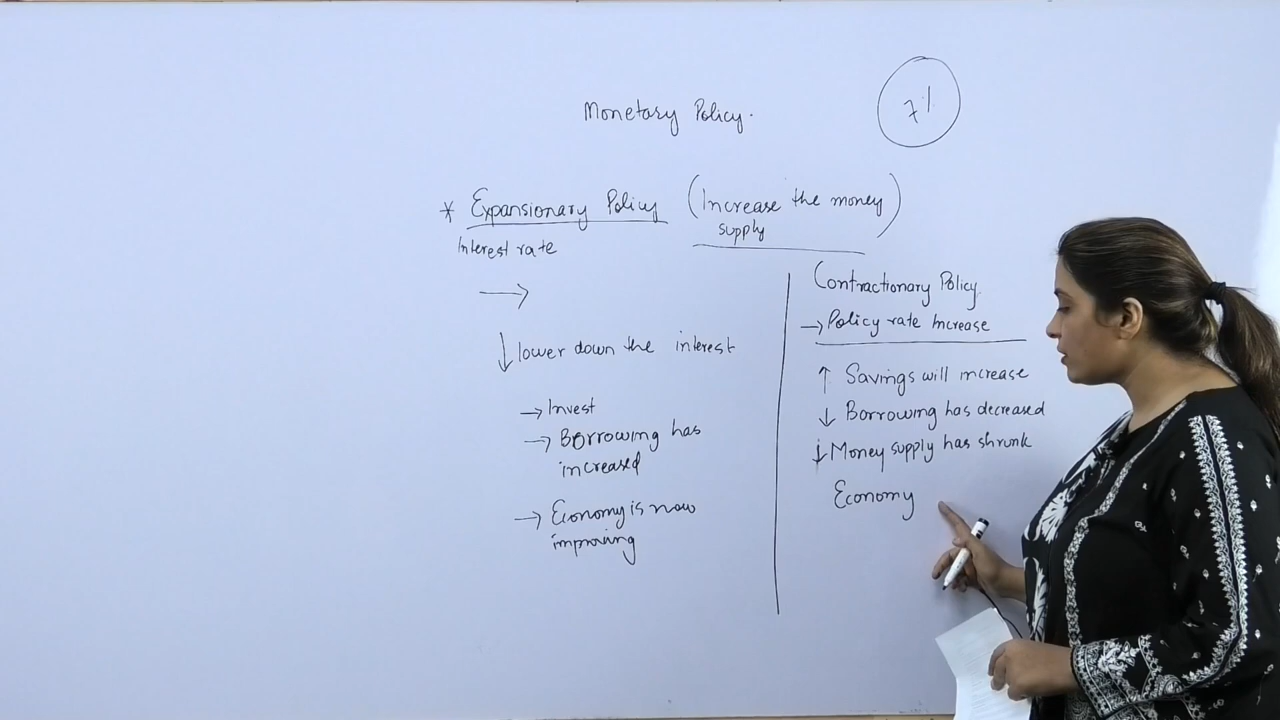 Monetary Policy.
7%
* Expansionary Policy (Increase the money
supply)
Interest rate
→
↓ lower down the interest
→ Invest
→ Borrowing has
increased
→ Economy is now
improving
Contractionary Policy.
→ Policy rate Increase
↑ Savings will increase
↓ Borrowing has decreased
↓ Money supply has shrunk
Economy